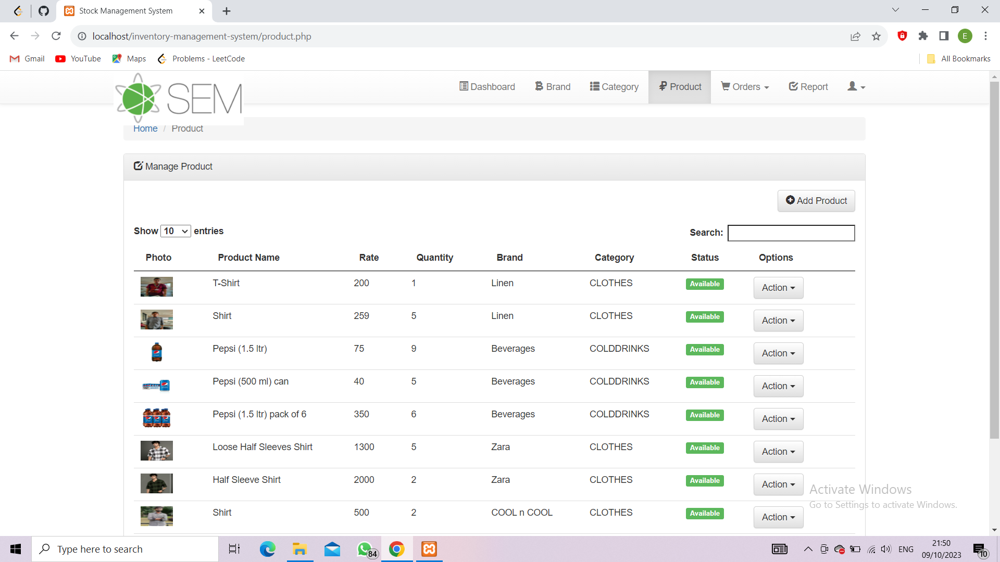 Stock Management System
localhost/inventory-management-system/product.php
E
Gmail YouTube Maps Problems - LeetCode All Bookmarks
SEM
Dashboard Brand Category Product Orders Report
Home / Product
Manage Product
Add Product
Show 10 entries Search:
Photo Product Name Rate Quantity Brand Category Status Options
T-Shirt 200 1 Linen CLOTHES Available Action
Shirt 259 5 Linen CLOTHES Available Action
Pepsi (1.5 ltr) 75 9 Beverages COLDDRINKS Available Action
Pepsi (500 ml) can 40 5 Beverages COLDDRINKS Available Action
Pepsi (1.5 ltr) pack of 6 350 6 Beverages COLDDRINKS Available Action
Loose Half Sleeves Shirt 1300 5 Zara CLOTHES Available Action
Half Sleeve Shirt 2000 2 Zara CLOTHES Available Action
Activate Windows
Go to Settings to activate Windows.
Shirt 500 2 COOL n COOL CLOTHES Available Action
Type here to search
84
ENG
21:50
09/10/2023
10